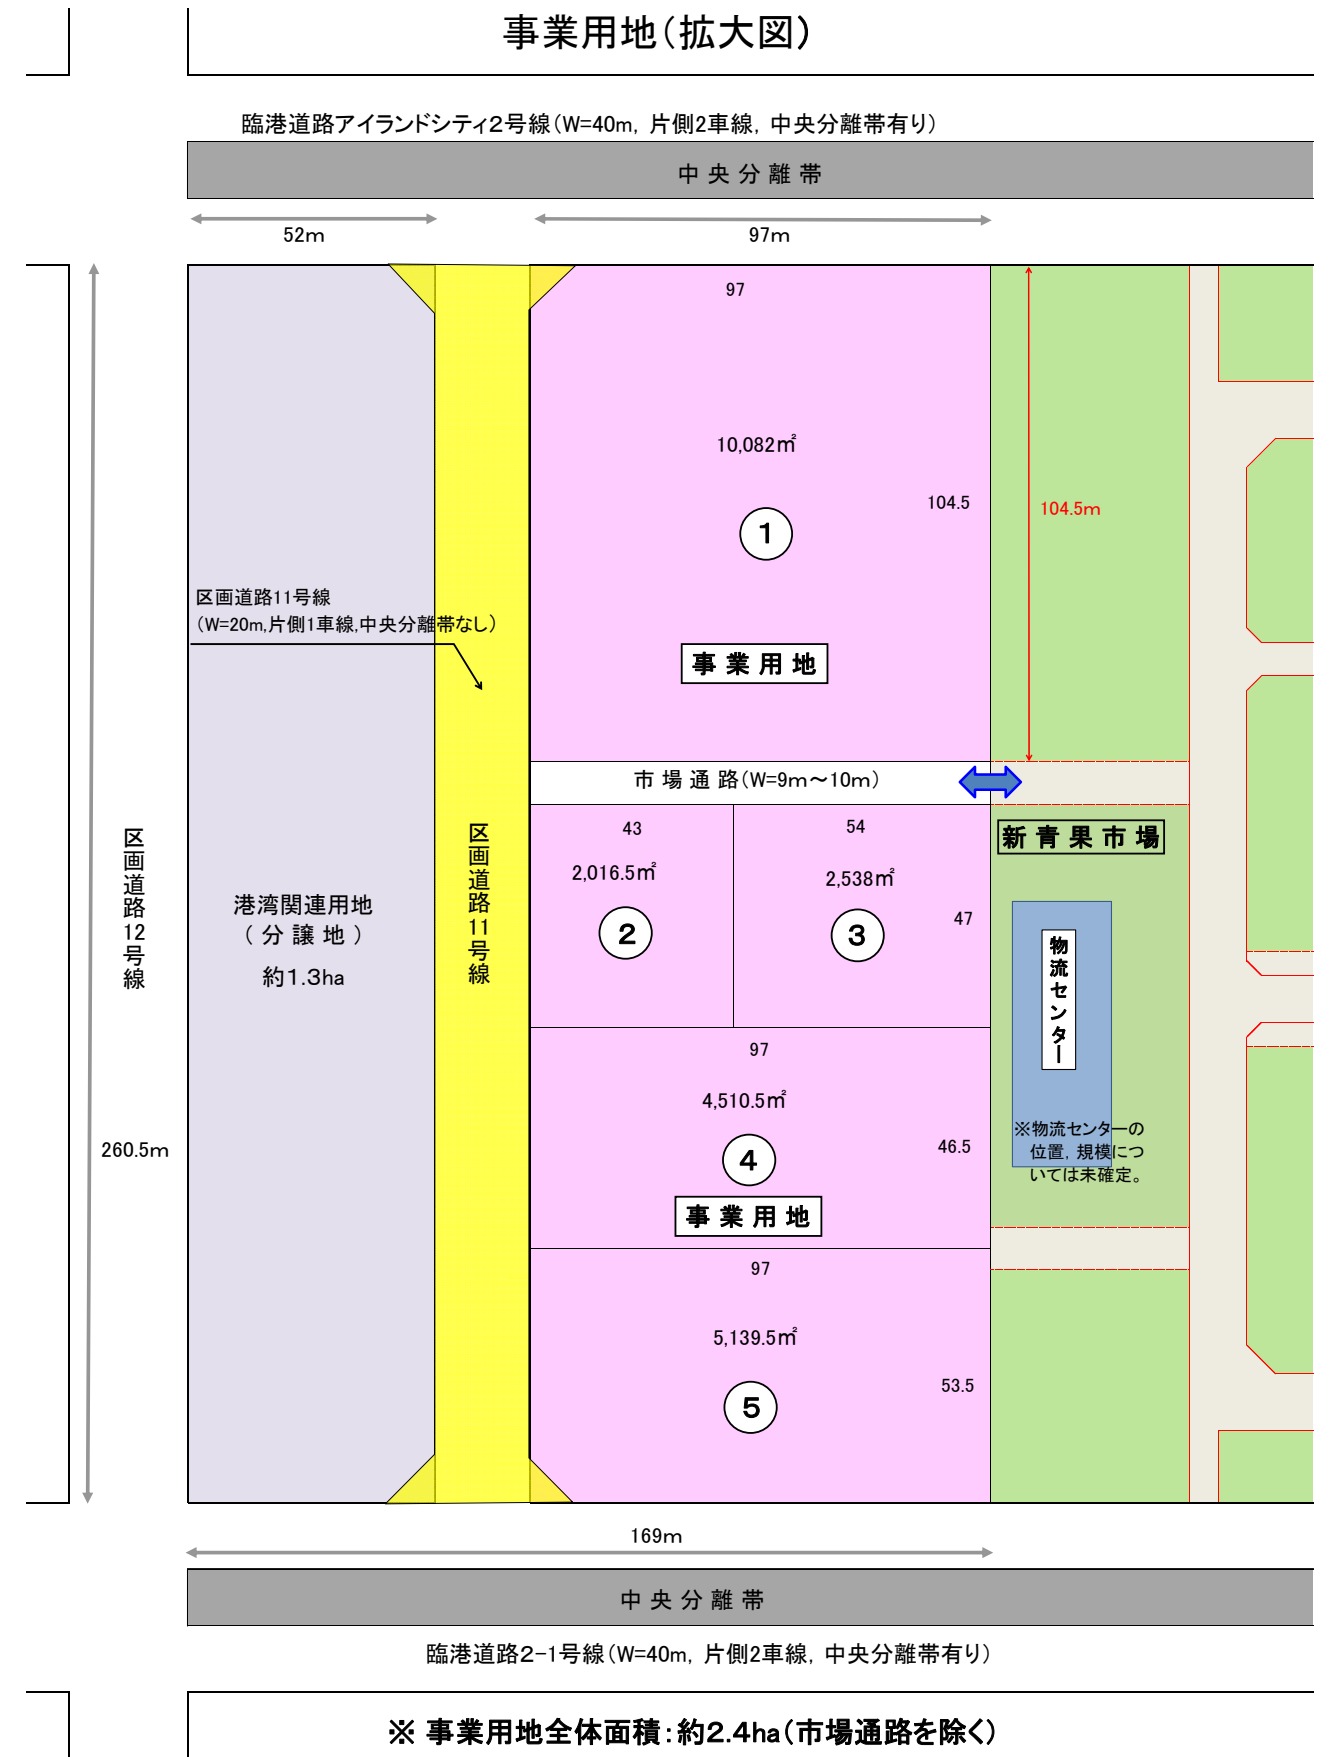 事業用地（拡大図）
臨港道路アイランドシティ２号線（W=40m，片側2車線，中央分離帯有り）
中央分離帯
52m
97m
97
10,082㎡
104.5
104.5m
1
区画道路11号線
（W=20m,片側1車線,中央分離帯なし）
事業用地
市場通路（W=9m～10m）
43
54
新青果市場
区画道路12号線
区画道路11号線
2,016.5㎡
2,538㎡
港湾関連用地
（分譲地）
約1.3ha
2
3
47
物流センター
97
4,510.5㎡
260.5m
4
46.5
※物流センターの
位置，規模につ
いては未確定。
事業用地
97
5,139.5㎡
53.5
5
169m
中央分離帯
臨港道路２-１号線（W=40m，片側2車線，中央分離帯有り）
※ 事業用地全体面積：約2.4ha（市場通路を除く）